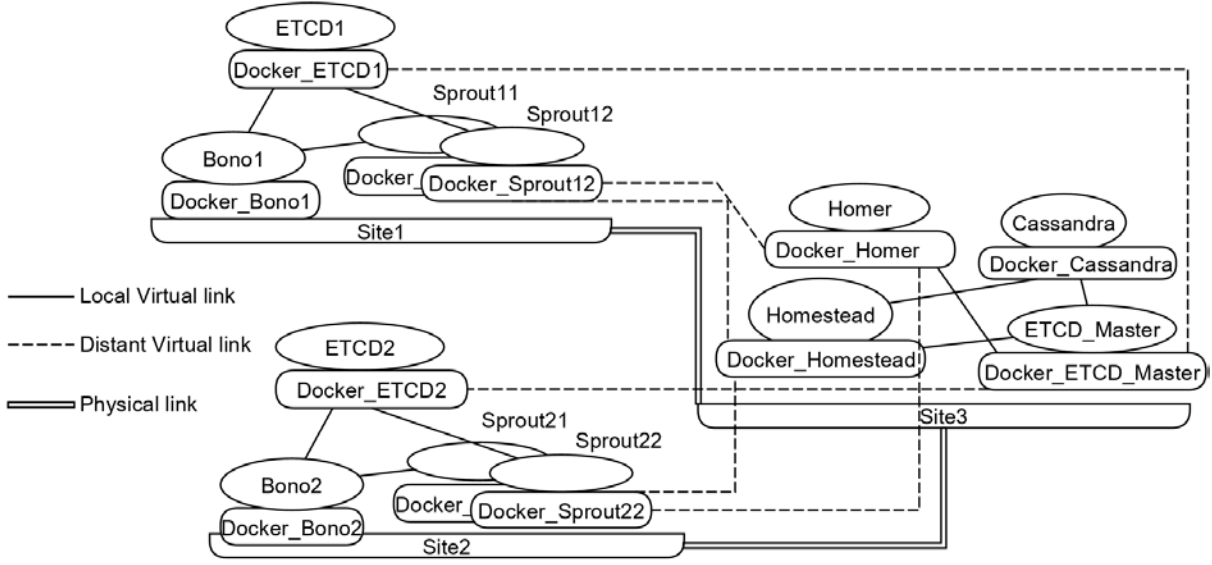 ETCD1
Docker_ETCD1
Sprout11
Sprout12
Bono1
Docker_
Docker_Sprout12
Docker_Bono1
Site1
Homer
Docker_Homer
Cassandra
Docker_Cassandra
Homestead
Docker_Homestead
ETCD_Master
Docker_ETCD_Master
Site3
Local Virtual link
Distant Virtual link
Physical link
ETCD2
Docker_ETCD2
Sprout21
Sprout22
Bono2
Docker_
Docker_Sprout22
Docker_Bono2
Site2